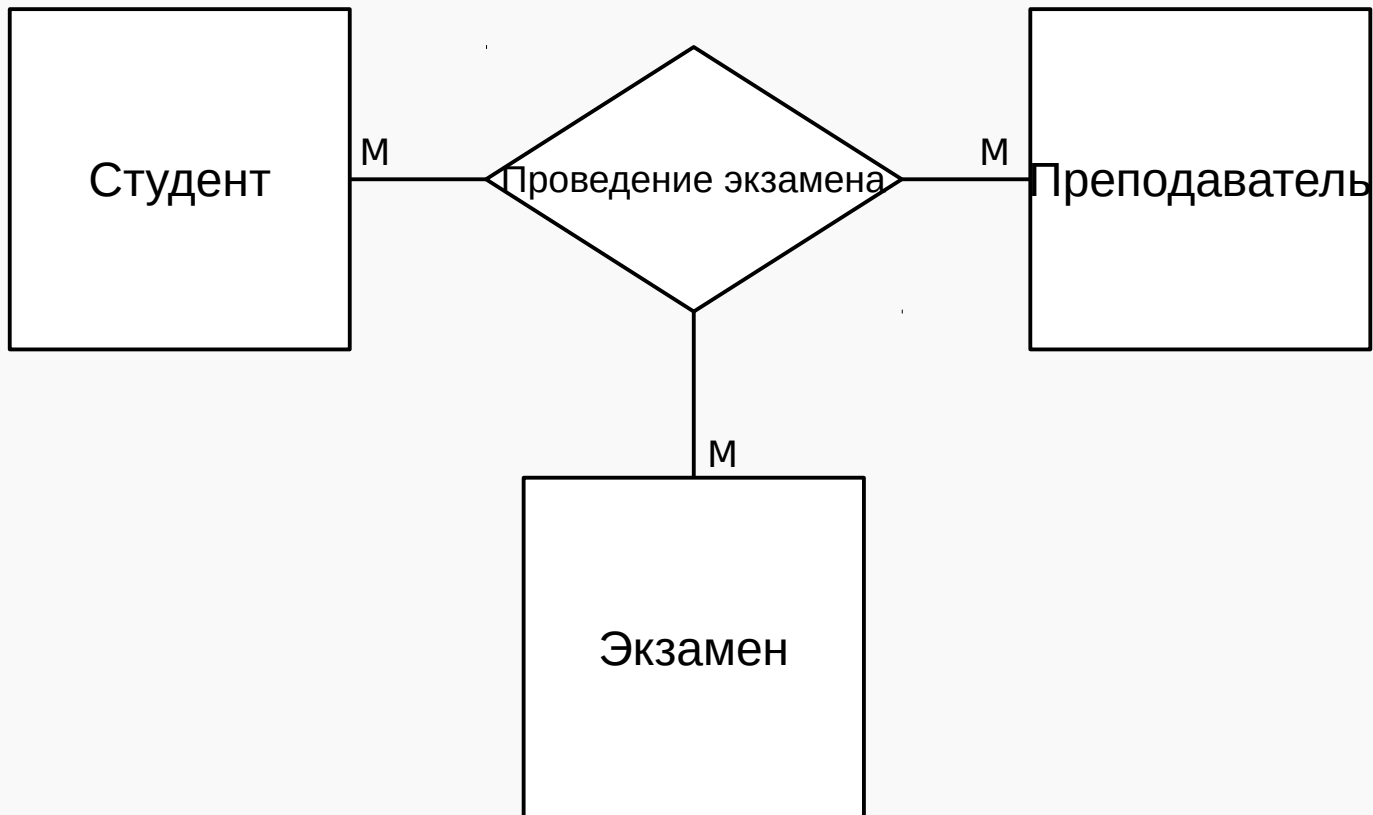 Студент
М
Проведение экзамена
М
Преподаватель
М
Экзамен